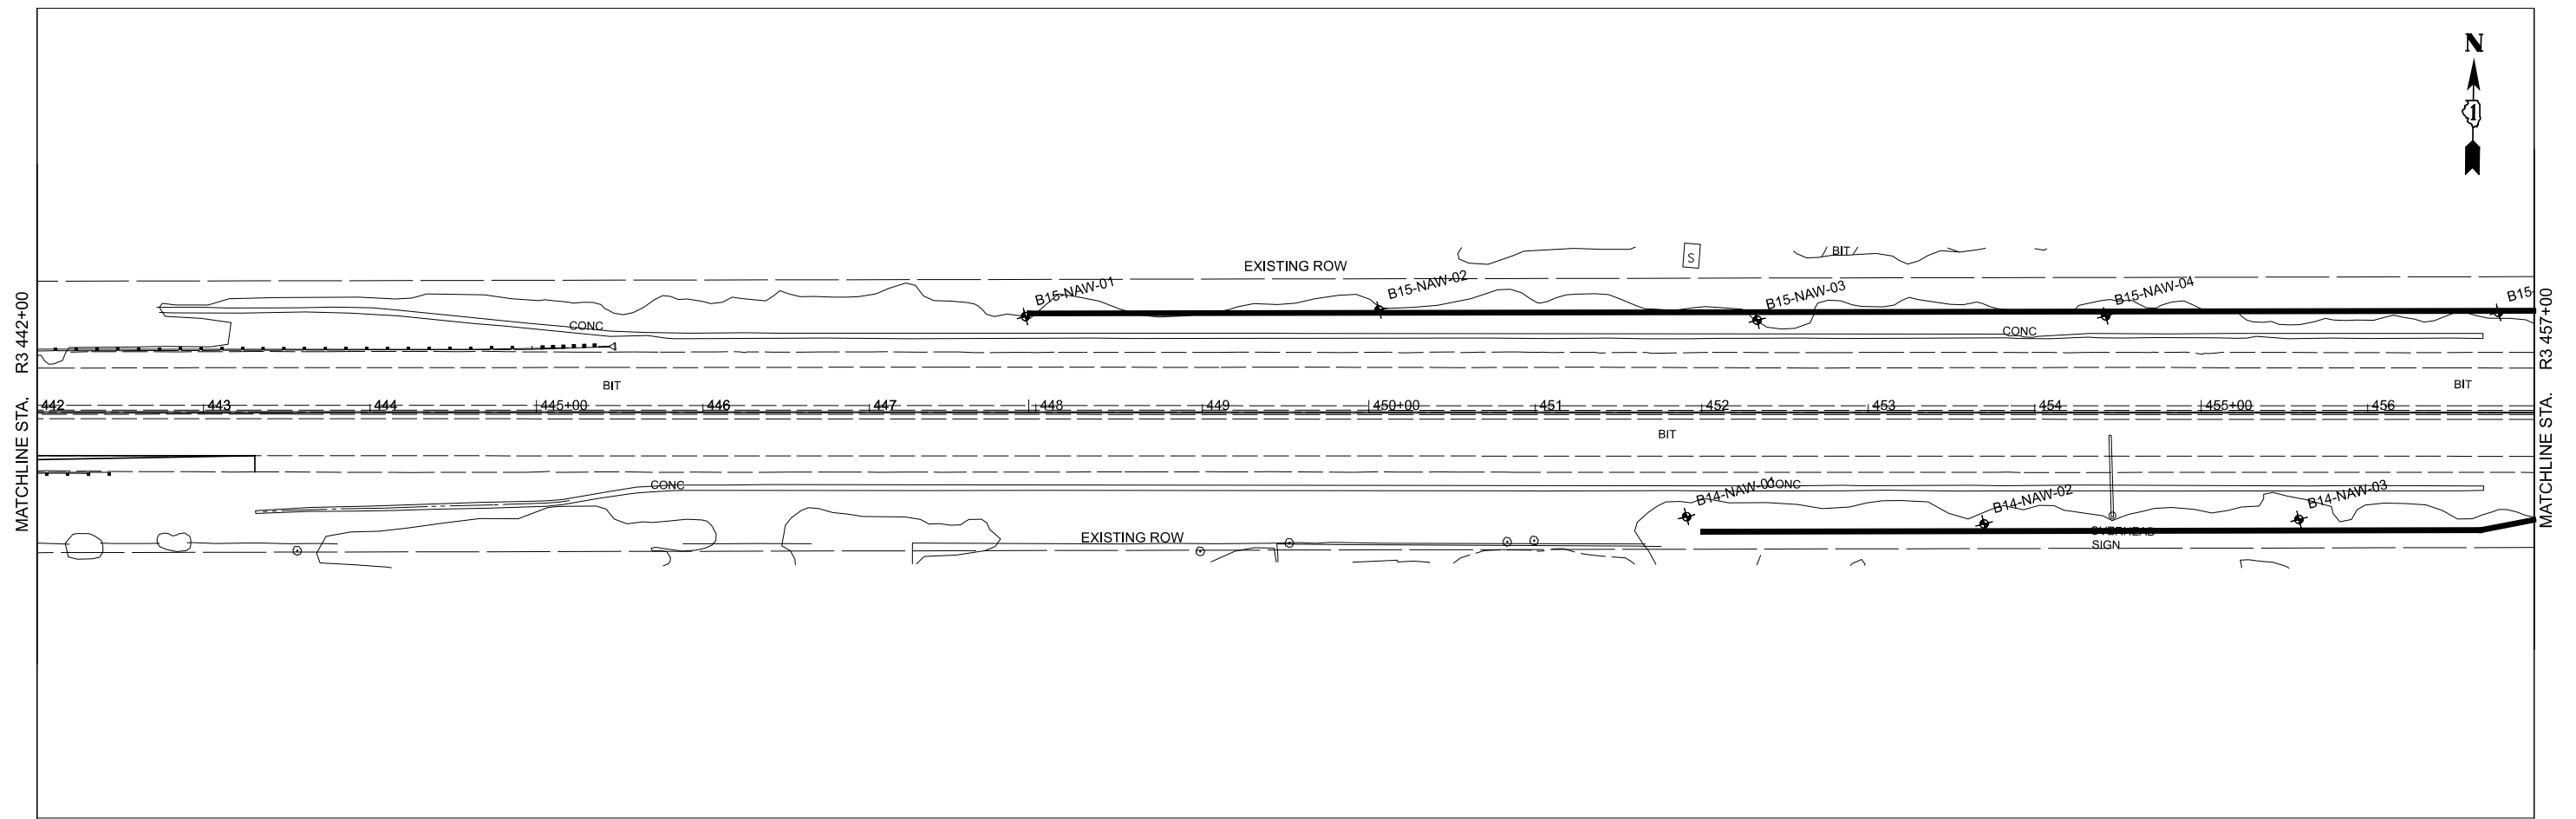 N
1
BIT
S
EXISTING ROW
B15-NAW-01
B15-NAW-02
B15-NAW-03
B15-NAW-04
B15-
CONC
CONC
MATCHLINE STA. R3 442+00
MATCHLINE STA. R3 457+00
BIT
BIT
442 443 444 445+00 446 447 448 449 450+00 451 452 453 454 455+00 456
BIT
CONC
CONC
B14-NAW-01
B14-NAW-02
B14-NAW-03
EXISTING ROW
OVERHEAD
SIGN